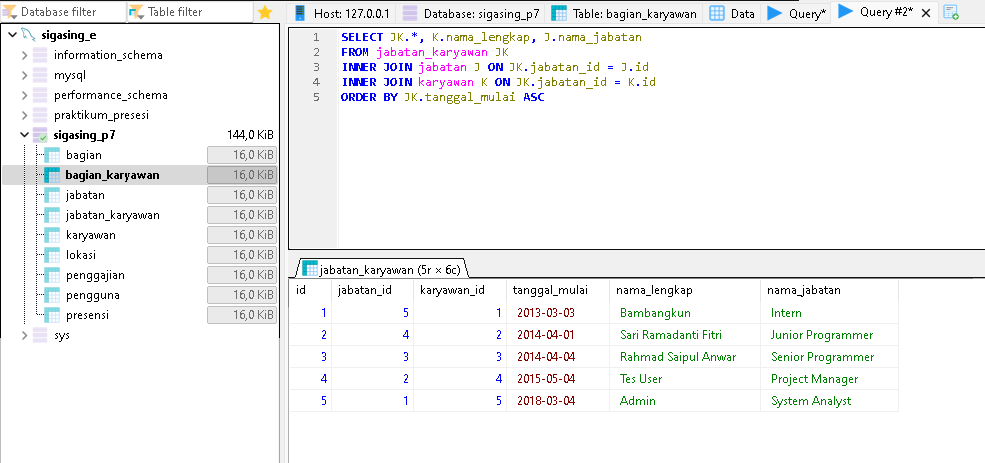 Database filter Table filter Host: 127.0.0.1 Database: sigasing_p7 Table: bagian_karyawan Data Query* Query #2*
sigasing_e
information_schema
mysql
performance_schema
praktikum_presesi
sigasing_p7 144,0 KiB
bagian 16,0 KiB
bagian_karyawan 16,0 KiB
jabatan 16,0 KiB
jabatan_karyawan 16,0 KiB
karyawan 16,0 KiB
lokasi 16,0 KiB
penggajian 16,0 KiB
pengguna 16,0 KiB
presensi 16,0 KiB
sys
1 SELECT JK.*, K.nama_lengkap, J.nama_jabatan
2 FROM jabatan_karyawan JK
3 INNER JOIN jabatan J ON JK.jabatan_id = J.id
4 INNER JOIN karyawan K ON JK.jabatan_id = K.id
5 ORDER BY JK.tanggal_mulai ASC
jabatan_karyawan (5r × 6c)
id jabatan_id karyawan_id tanggal_mulai nama_lengkap nama_jabatan
1 5 1 2013-03-03 Bambangkun Intern
2 4 2 2014-04-01 Sari Ramadanti Fitri Junior Programmer
3 3 3 2014-04-04 Rahmad Saipul Anwar Senior Programmer
4 2 4 2015-05-04 Tes User Project Manager
5 1 5 2018-03-04 Admin System Analyst